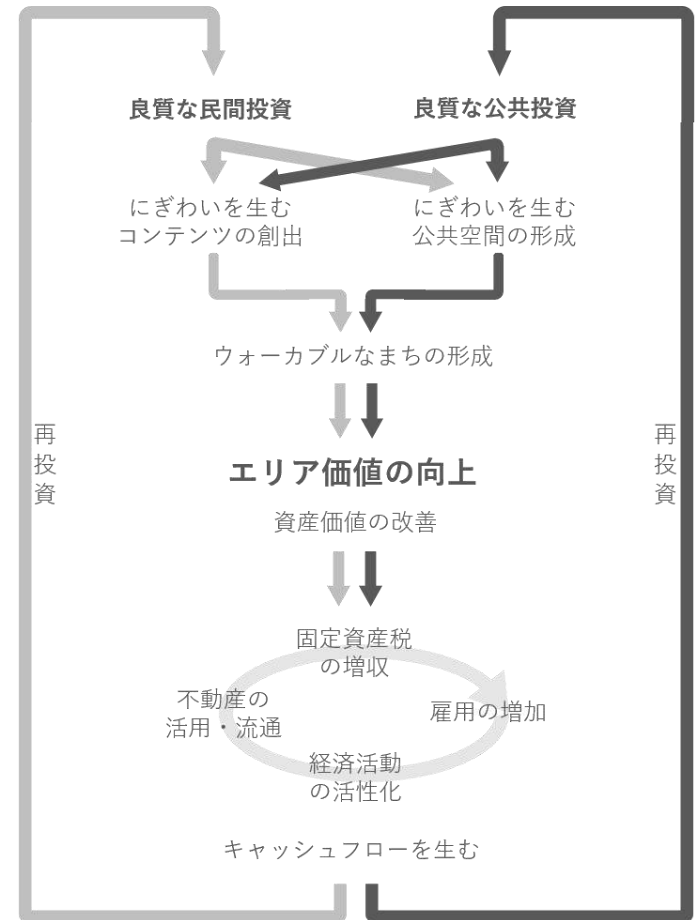 良質な民間投資
良質な公共投資
にぎわいを生む
コンテンツの創出
にぎわいを生む
公共空間の形成
ウォーカブルなまちの形成
再投資
再投資
エリア価値の向上
資産価値の改善
固定資産税
の増収
不動産の
活用・流通
雇用の増加
経済活動
の活性化
キャッシュフローを生む